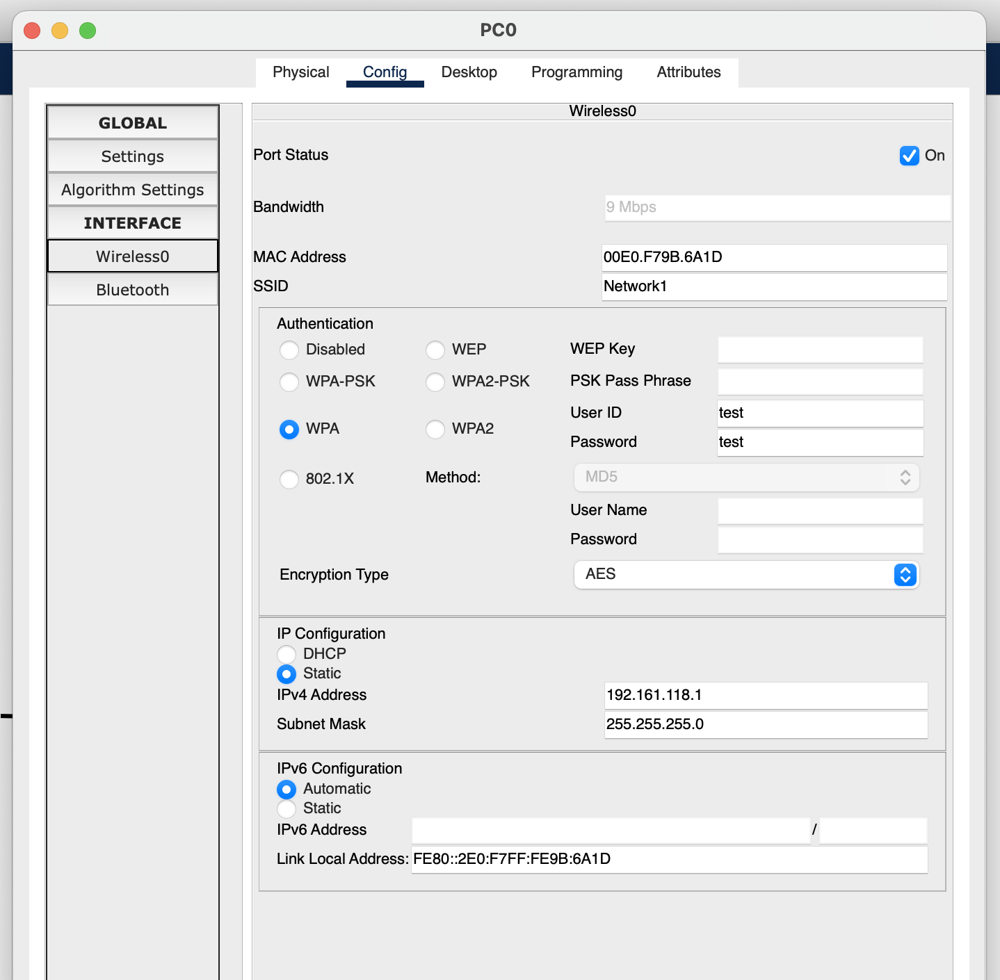 PC0
Physical Config Desktop Programming Attributes
GLOBAL
Settings
Algorithm Settings
INTERFACE
Wireless0
Bluetooth
Wireless0
Port Status On
Bandwidth 9 Mbps
MAC Address 00E0.F79B.6A1D
SSID Network1
Authentication
Disabled WEP WEP Key
WPA-PSK WPA2-PSK PSK Pass Phrase
User ID test
WPA WPA2
Password test
802.1X Method: MD5
User Name
Password
Encryption Type AES
IP Configuration
DHCP
Static
IPv4 Address 192.161.118.1
Subnet Mask 255.255.255.0
IPv6 Configuration
Automatic
Static
IPv6 Address /
Link Local Address: FE80::2E0:F7FF:FE9B:6A1D